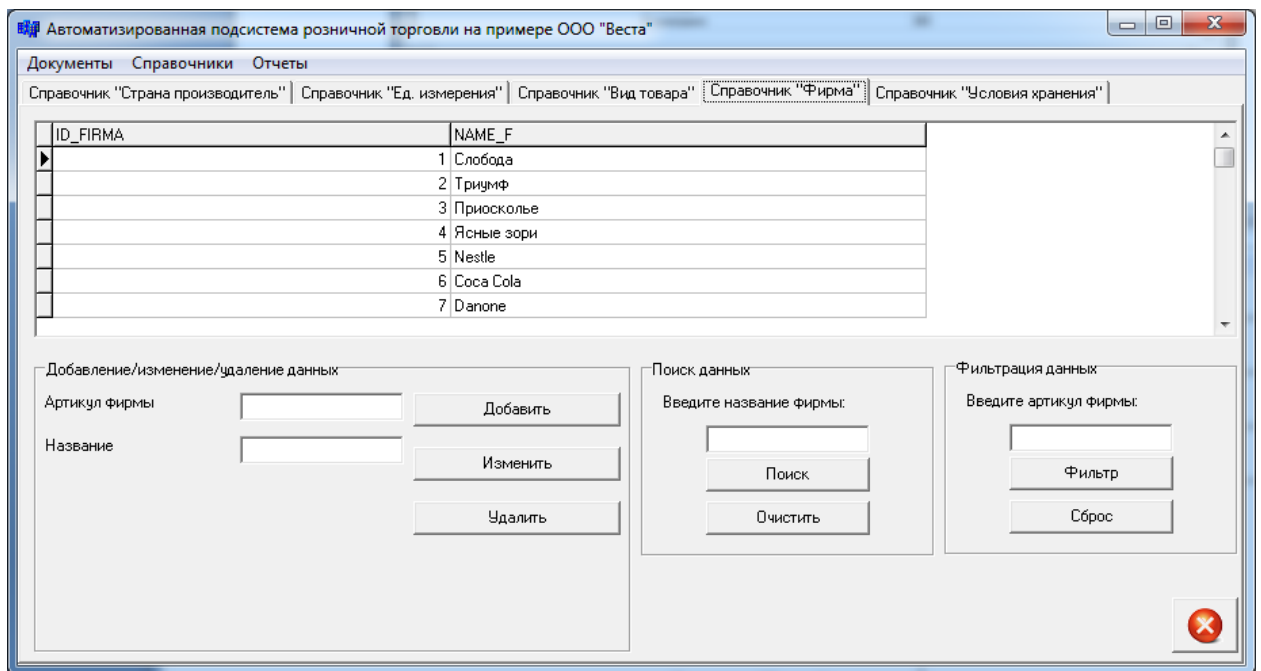 Автоматизированная подсистема розничной торговли на примере ООО "Веста"
Документы Справочники Отчеты
Справочник "Страна производитель" Справочник "Ед. измерения" Справочник "Вид товара" Справочник "Фирма" Справочник "Условия хранения"
ID_FIRMA NAME_F
1 Слобода
2 Триумф
3 Приосколье
4 Ясные зори
5 Nestle
6 Coca Cola
7 Danone
Добавление/изменение/удаление данных
Артикул фирмы
Название
Добавить
Изменить
Удалить
Поиск данных
Введите название фирмы:
Поиск
Очистить
Фильтрация данных
Введите артикул фирмы:
Фильтр
Сброс